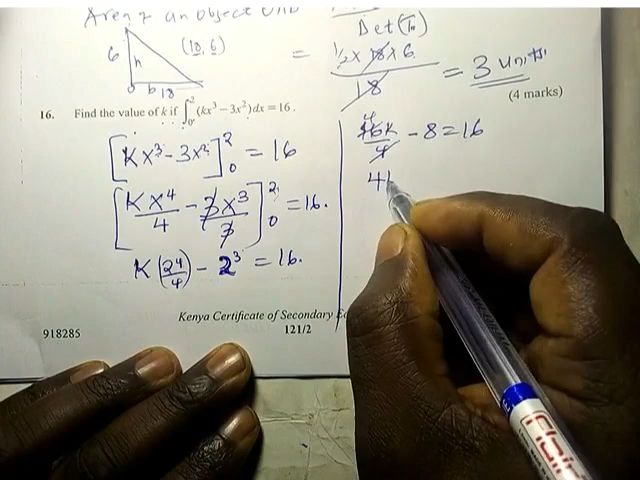 Area of an object
Det(
6
h
(18, 6)
b 18
= ½ x 18 x 6
18
= 3 units
(4 marks)
16. Find the value of k if ∫₀²(kx³ – 3x²)dx = 16.
[Kx³ - 3x²]₀² = 16
[Kx⁴/4 - 3x³/3]₀² = 16.
K(2⁴/4) - 2³ = 16.
16K/4 - 8 = 16
4
Kenya Certificate of Secondary
918285
121/2